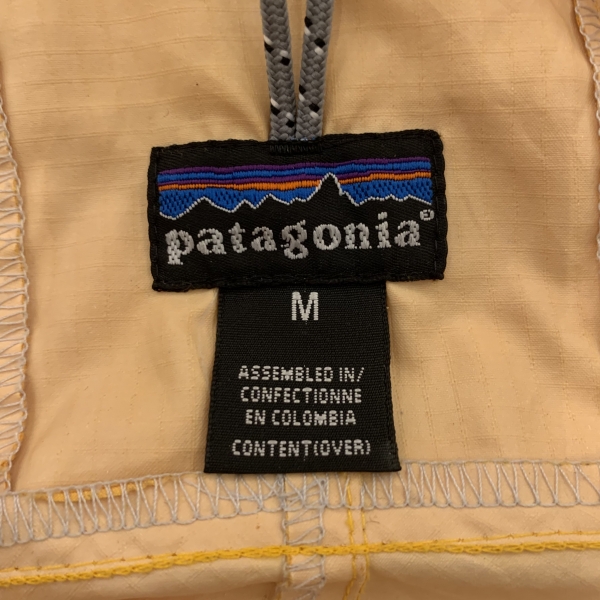 patagonia®
M
ASSEMBLED IN/
CONFECTIONNE
EN COLOMBIA
CONTENT(OVER)